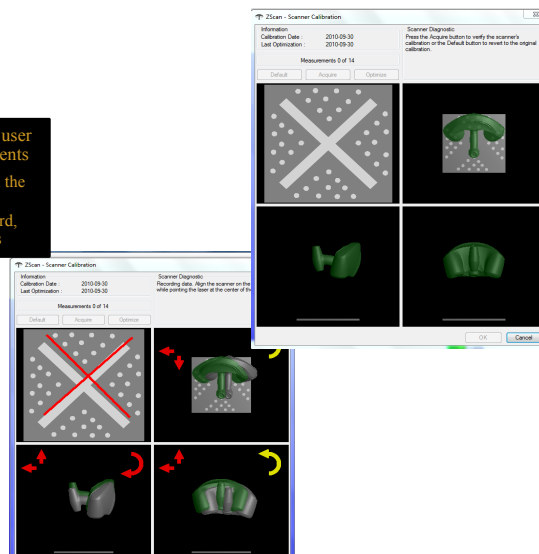 ZScan - Scanner Calibration
Information
Calibration Date : 2010-09-30
Last Optimization : 2010-09-30
Measurements 0 of 14
Default Acquire Optimize
Scanner Diagnostic
Press the Acquire button to verify the scanner's
calibration or the Default button to revert to the original
calibration.
OK Cancel
user
ents
the
rd,
s
ZScan - Scanner Calibration
Information
Calibration Date : 2010-09-30
Last Optimization : 2010-09-30
Measurements 0 of 14
Default Acquire Optimize
Scanner Diagnostic
Recording data. Align the scanner on the
while pointing the laser at the center of the